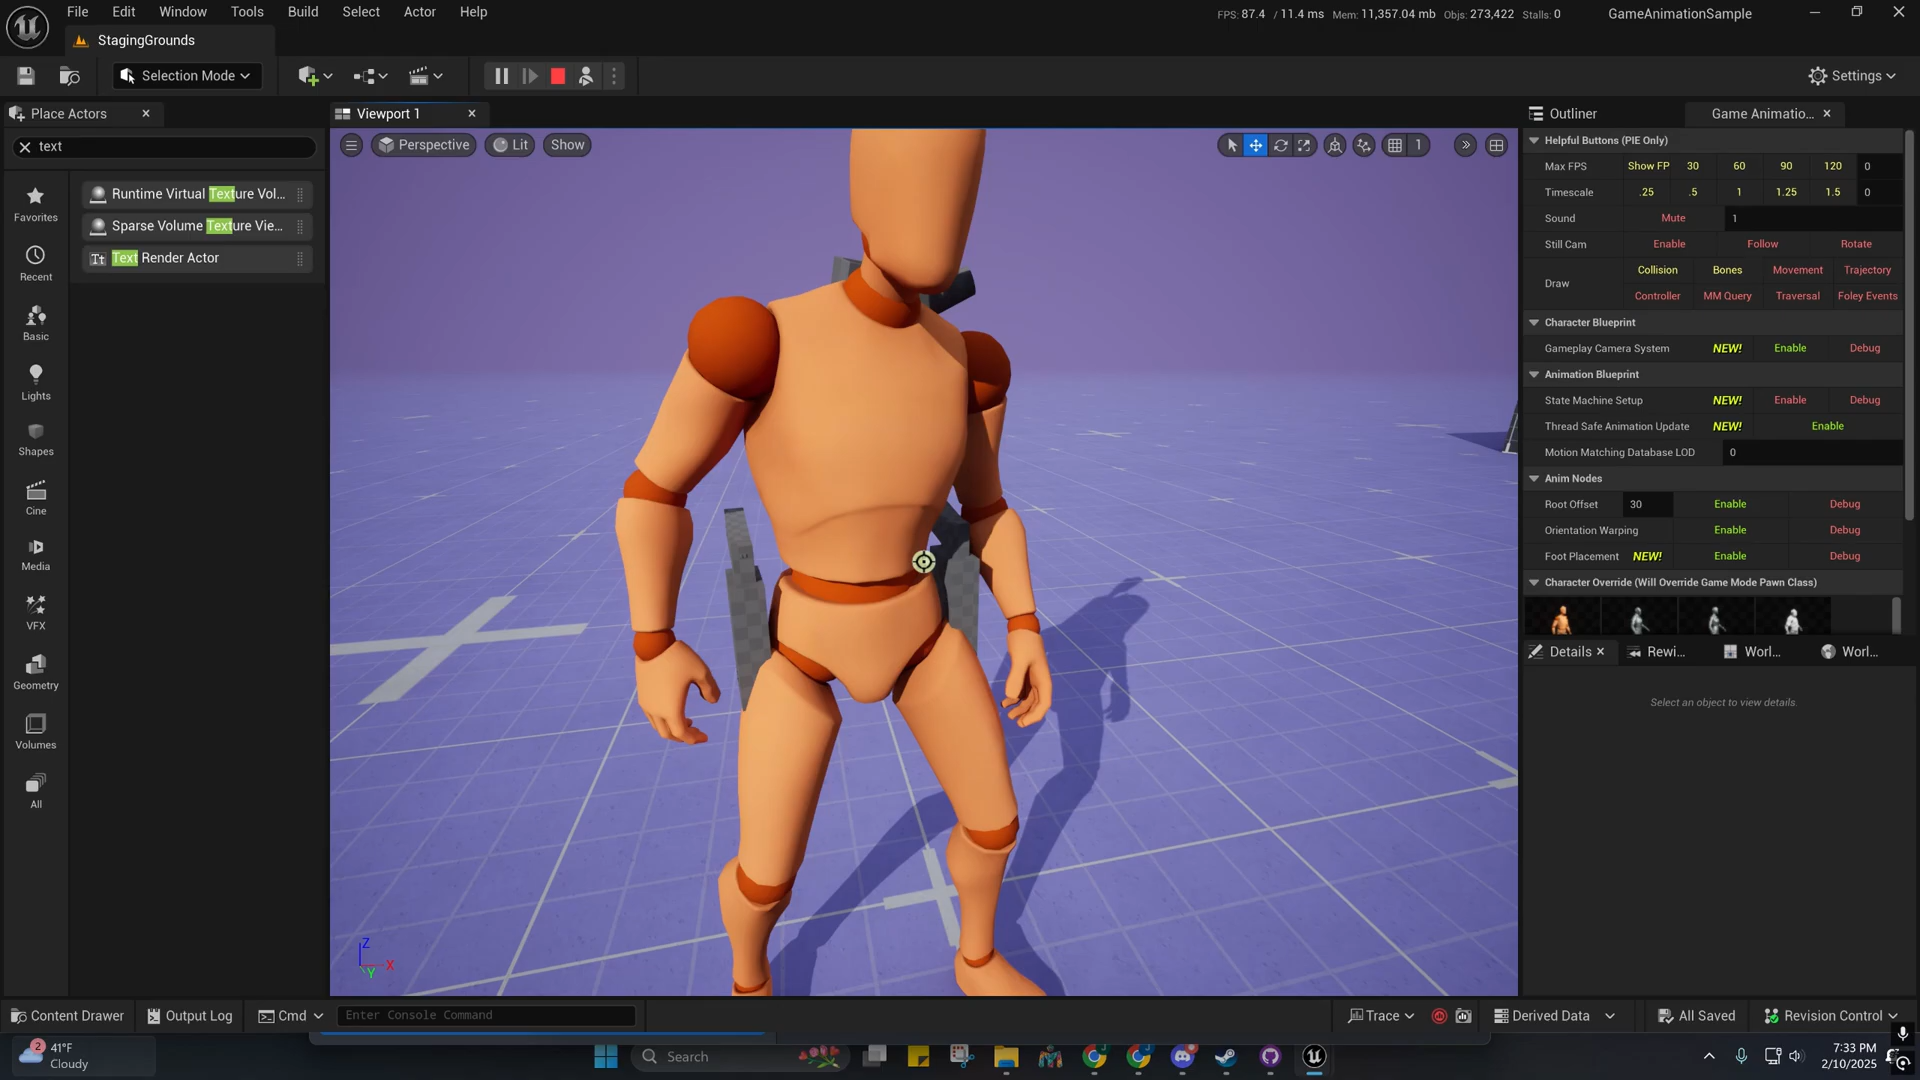 File Edit Window Tools Build Select Actor Help
FPS: 87.4 / 11.4 ms Mem: 11,357.04 mb Objs: 273,422 Stalls: 0
GameAnimationSample
StagingGrounds
Selection Mode
Settings
Place Actors
Viewport 1
Outliner
Game Animatio...
text
Perspective
Lit
Show
1
Favorites
Recent
Basic
Lights
Shapes
Cine
Media
VFX
Geometry
Volumes
All
Runtime Virtual Texture Vol...
Sparse Volume Texture Vie...
Tt Text Render Actor
Helpful Buttons (PIE Only)
Max FPS Show FP 30 60 90 120 0
Timescale .25 .5 1 1.25 1.5 0
Sound Mute 1
Still Cam Enable Follow Rotate
Draw
Collision Bones Movement Trajectory
Controller MM Query Traversal Foley Events
Character Blueprint
Gameplay Camera System NEW! Enable Debug
Animation Blueprint
State Machine Setup NEW! Enable Debug
Thread Safe Animation Update NEW! Enable
Motion Matching Database LOD 0
Anim Nodes
Root Offset 30 Enable Debug
Orientation Warping Enable Debug
Foot Placement NEW! Enable Debug
Character Override (Will Override Game Mode Pawn Class)
Details Rewi... Worl... Worl...
Select an object to view details.
Z
X
Y
Content Drawer
Output Log
Cmd
Enter Console Command
Trace
Derived Data
All Saved
Revision Control
2
41°F
Cloudy
Search
7:33 PM
2/10/2025